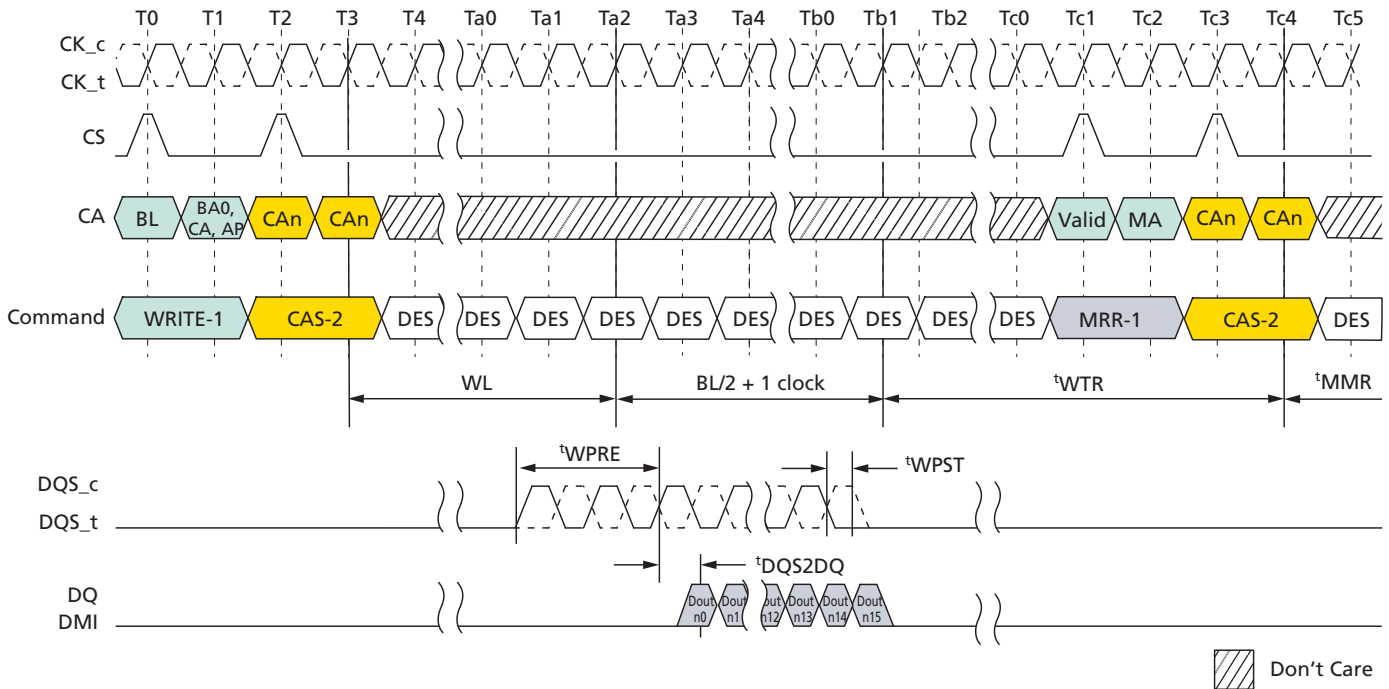 T0 T1 T2 T3 T4 Ta0 Ta1 Ta2 Ta3 Ta4 Tb0 Tb1 Tb2 Tc0 Tc1 Tc2 Tc3 Tc4 Tc5
CK_c
CK_t
CS
CA BL BA0, CA, AP CAn CAn Valid MA CAn CAn
Command WRITE-1 CAS-2 DES DES DES DES DES DES DES DES DES DES MRR-1 CAS-2 DES
WL BL/2 + 1 clock tWTR tMMR
tWPRE tWPST
DQS_c
DQS_t
tDQS2DQ
DQ Dout Dout Dout Dout Dout
DMI n0 n1 n12 n13 n14 n15
Don't Care